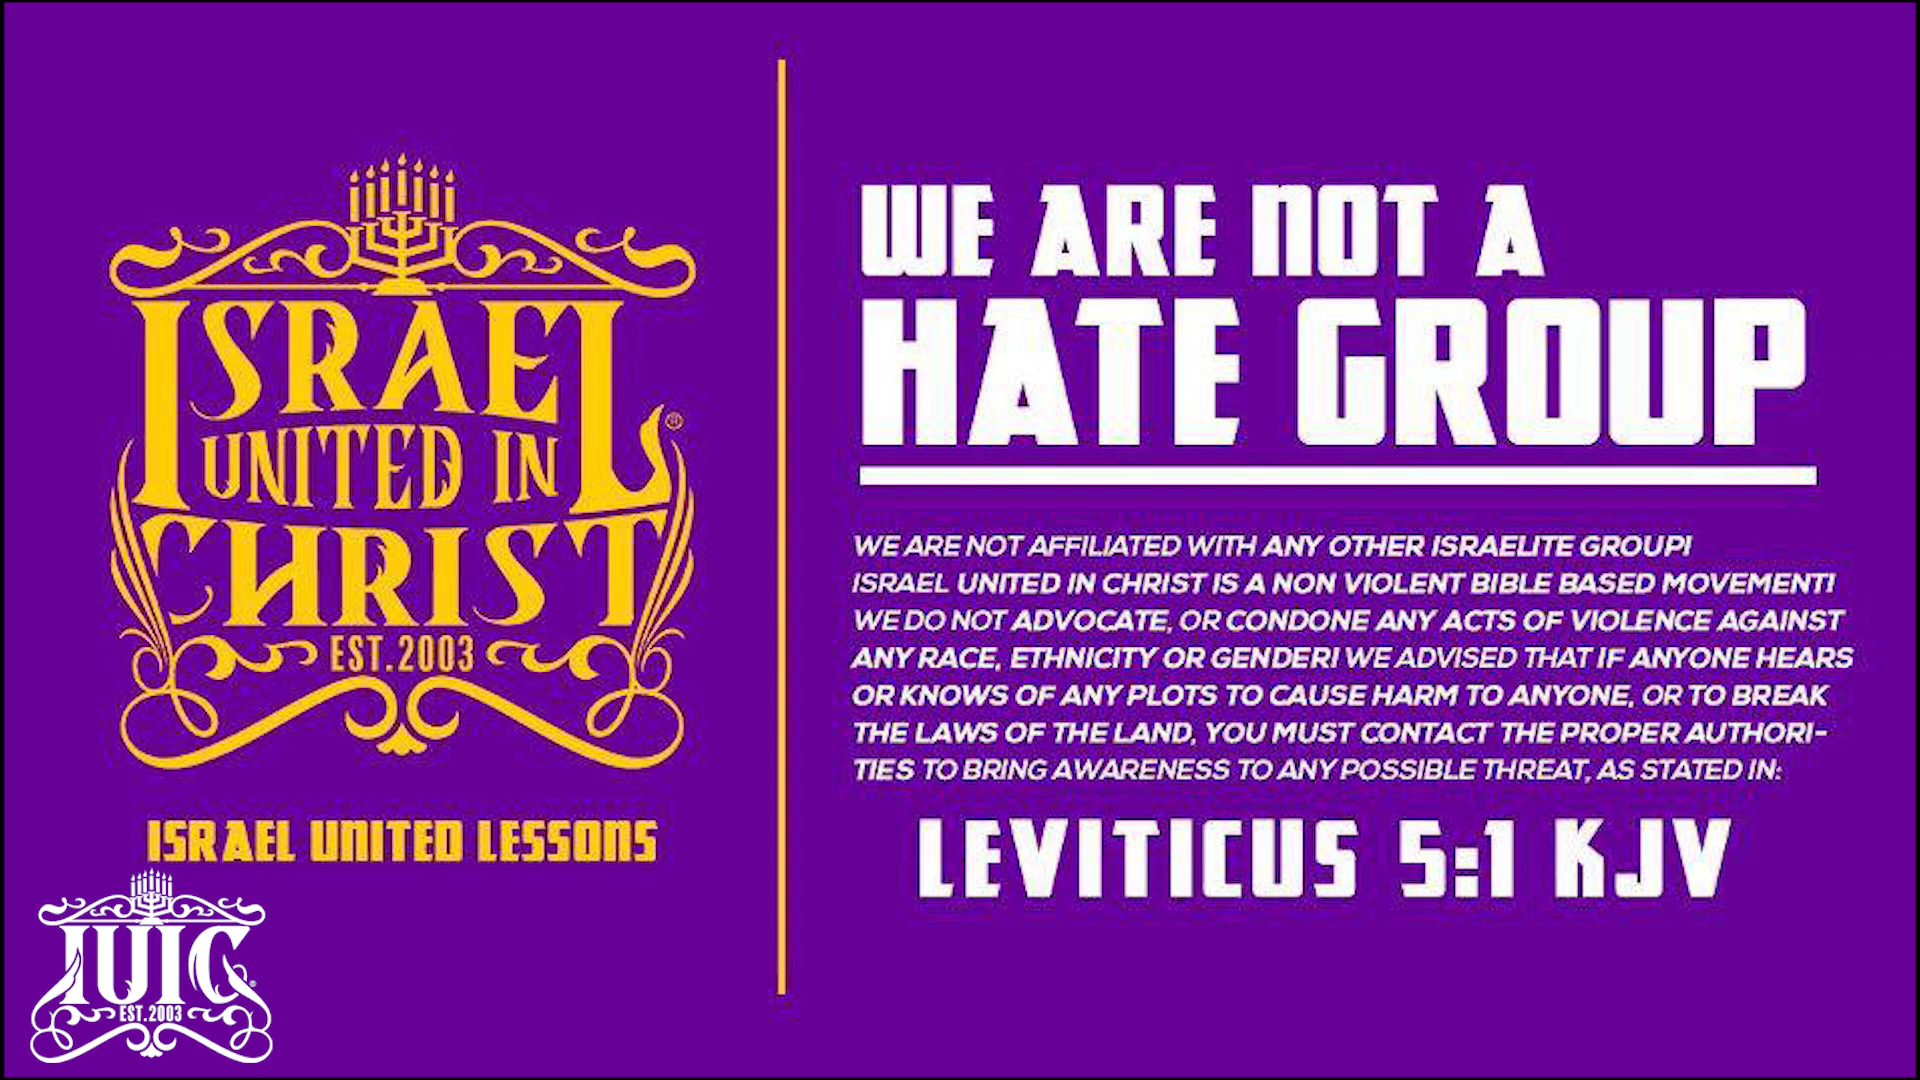 ISRAEL
UNITED IN
CHRIST
®
EST.2003
ISRAEL UNITED LESSONS
IUIC
®
EST.2003
WE ARE NOT A
HATE GROUP
WE ARE NOT AFFILIATED WITH ANY OTHER ISRAELITE GROUP!
ISRAEL UNITED IN CHRIST IS A NON VIOLENT BIBLE BASED MOVEMENT!
WE DO NOT ADVOCATE, OR CONDONE ANY ACTS OF VIOLENCE AGAINST
ANY RACE, ETHNICITY OR GENDER! WE ADVISED THAT IF ANYONE HEARS
OR KNOWS OF ANY PLOTS TO CAUSE HARM TO ANYONE, OR TO BREAK
THE LAWS OF THE LAND, YOU MUST CONTACT THE PROPER AUTHORI-
TIES TO BRING AWARENESS TO ANY POSSIBLE THREAT, AS STATED IN:
LEVITICUS 5:1 KJV